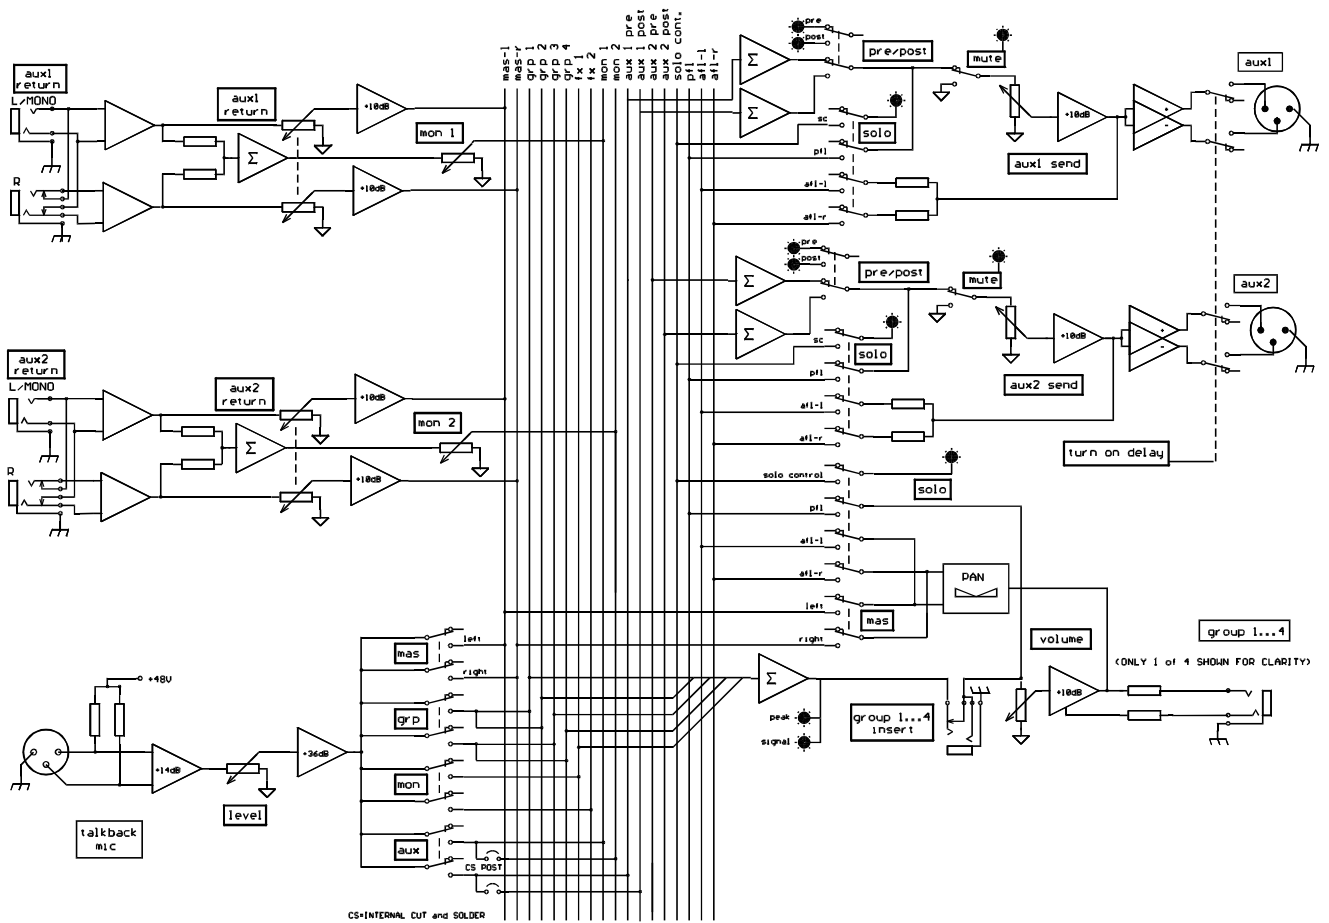 aux1
return
L/MONO
R
aux1
return
+10dB
Σ
mon 1
+10dB
mas-l
mas-r
grp 1
grp 2
grp 3
grp 4
fx 1
fx 2
mon 1
mon 2
aux 1 pre
aux 1 post
aux 2 pre
aux 2 post
solo cont.
pfl
afl-l
afl-r
Σ
Σ
pre
post
pre/post
mute
sc
solo
pfl
afl-l
afl-r
+10dB
aux1 send
+
-
aux1
aux2
return
L/MONO
R
aux2
return
+10dB
Σ
mon 2
+10dB
Σ
Σ
pre
post
pre/post
mute
sc
solo
pfl
afl-l
afl-r
+10dB
aux2 send
+
-
aux2
turn on delay
solo control
solo
pfl
afl-l
afl-r
left
mas
right
PAN
volume
group 1...4
(ONLY 1 of 4 SHOWN FOR CLARITY)
Σ
peak
signal
group 1...4
insert
+10dB
+48V
+14dB
level
+36dB
talkback
mic
mas
left
right
grp
mon
aux
CS POST
CS=INTERNAL CUT and SOLDER